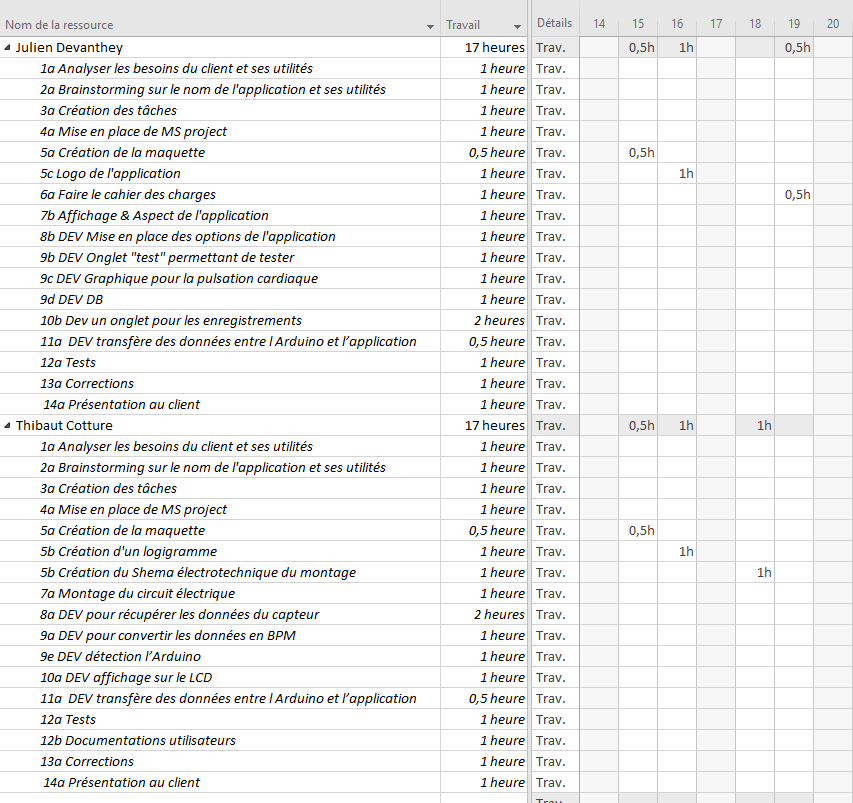 Nom de la ressource Travail Détails 14 15 16 17 18 19 20
Julien Devanthey 17 heures Trav. 0,5h 1h 0,5h
1a Analyser les besoins du client et ses utilités 1 heure Trav.
2a Brainstorming sur le nom de l'application et ses utilités 1 heure Trav.
3a Création des tâches 1 heure Trav.
4a Mise en place de MS project 1 heure Trav.
5a Création de la maquette 0,5 heure Trav. 0,5h
5c Logo de l'application 1 heure Trav. 1h
6a Faire le cahier des charges 1 heure Trav. 0,5h
7b Affichage & Aspect de l'application 1 heure Trav.
8b DEV Mise en place des options de l'application 1 heure Trav.
9b DEV Onglet "test" permettant de tester 1 heure Trav.
9c DEV Graphique pour la pulsation cardiaque 1 heure Trav.
9d DEV DB 1 heure Trav.
10b Dev un onglet pour les enregistrements 2 heures Trav.
11a DEV transfère des données entre l Arduino et l’application 0,5 heure Trav.
12a Tests 1 heure Trav.
13a Corrections 1 heure Trav.
14a Présentation au client 1 heure Trav.
Thibaut Cotture 17 heures Trav. 0,5h 1h 1h
1a Analyser les besoins du client et ses utilités 1 heure Trav.
2a Brainstorming sur le nom de l'application et ses utilités 1 heure Trav.
3a Création des tâches 1 heure Trav.
4a Mise en place de MS project 1 heure Trav.
5a Création de la maquette 0,5 heure Trav. 0,5h
5b Création d'un logigramme 1 heure Trav. 1h
5b Création du Shema électrotechnique du montage 1 heure Trav. 1h
7a Montage du circuit électrique 1 heure Trav.
8a DEV pour récupérer les données du capteur 2 heures Trav.
9a DEV pour convertir les données en BPM 1 heure Trav.
9e DEV détection l’Arduino 1 heure Trav.
10a DEV affichage sur le LCD 1 heure Trav.
11a DEV transfère des données entre l Arduino et l’application 0,5 heure Trav.
12a Tests 1 heure Trav.
12b Documentations utilisateurs 1 heure Trav.
13a Corrections 1 heure Trav.
14a Présentation au client 1 heure Trav.
Trav.